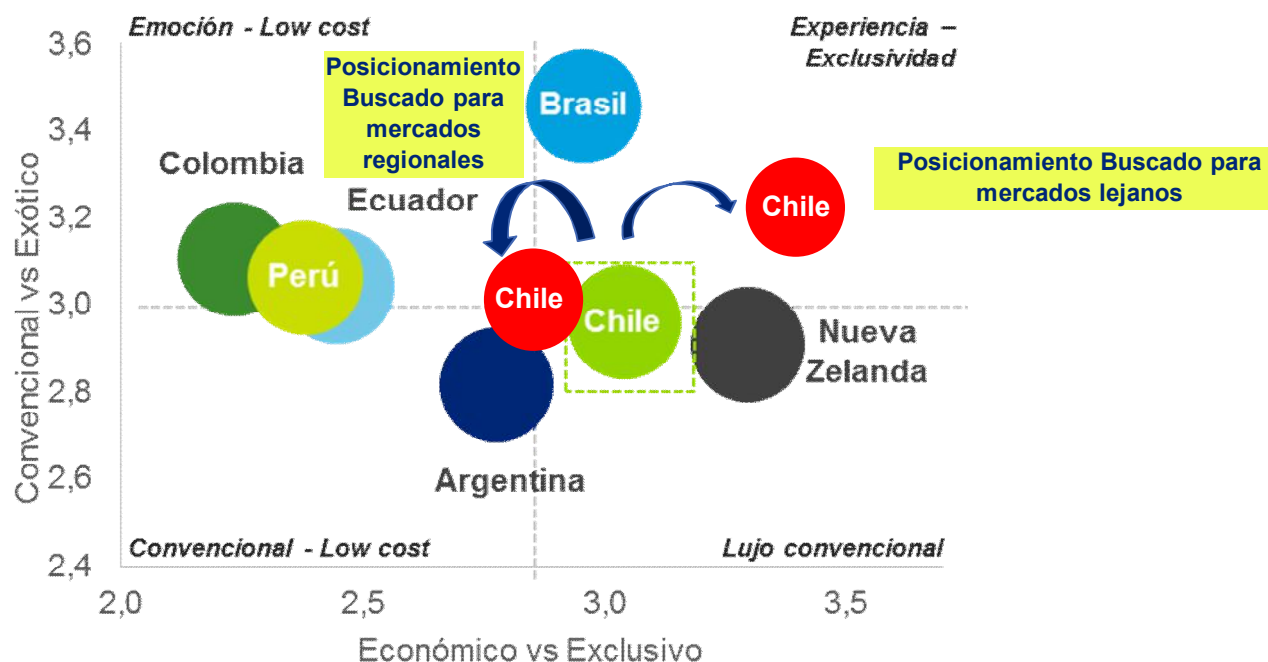 Emoción - Low cost
Experiencia –
Exclusividad
Posicionamiento
Buscado para
mercados
regionales
Brasil
Posicionamiento Buscado para
mercados lejanos
Colombia
Ecuador
Chile
Perú
Chile
Chile
Nueva
Zelanda
Argentina
Convencional - Low cost
Lujo convencional
Convencional vs Exótico
3,6
3,4
3,2
3,0
2,8
2,6
2,4
2,0
2,5
3,0
3,5
Económico vs Exclusivo